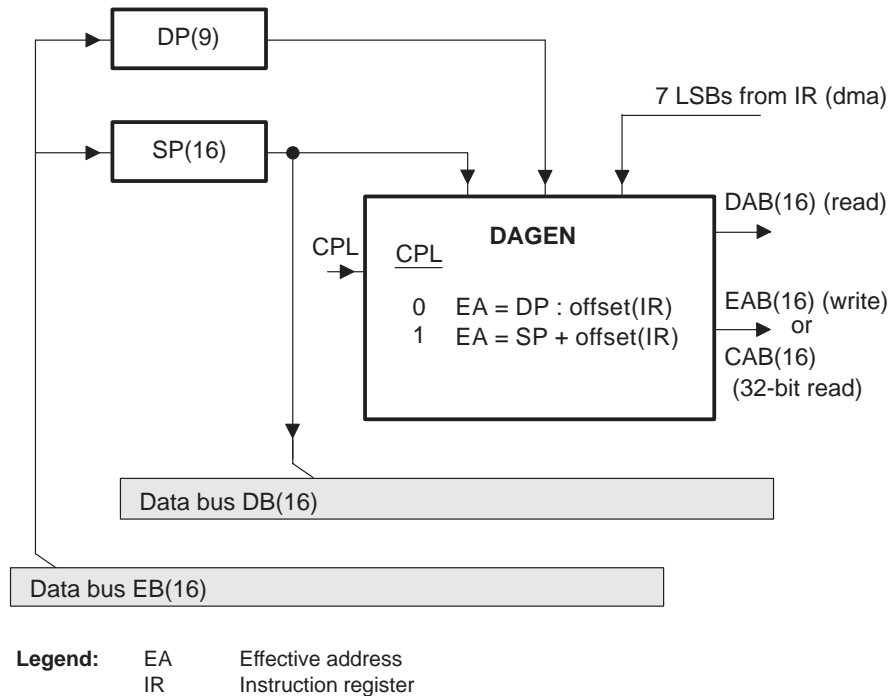 DP(9)
7 LSBs from IR (dma)
SP(16)
DAB(16) (read)
DAGEN
CPL
CPL
EAB(16) (write)
0 EA = DP : offset(IR)
or
1 EA = SP + offset(IR)
CAB(16)
(32-bit read)
Data bus DB(16)
Data bus EB(16)
Legend: EA Effective address
IR Instruction register